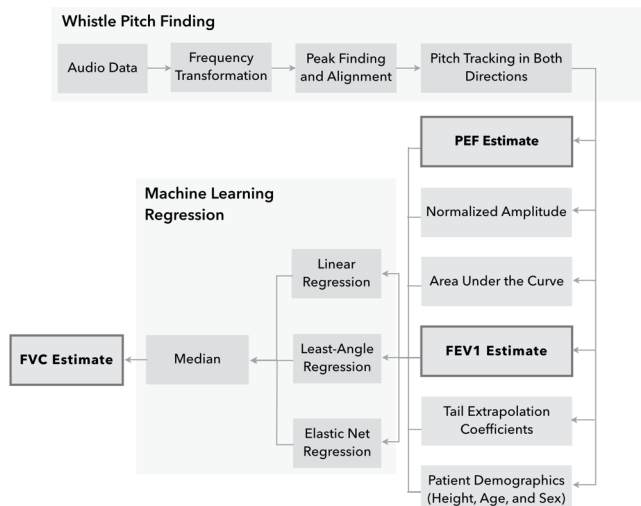 Whistle Pitch Finding
Audio Data
Frequency
Transformation
Peak Finding
and Alignment
Pitch Tracking in Both
Directions
PEF Estimate
Normalized Amplitude
Area Under the Curve
FEV1 Estimate
Tail Extrapolation
Coefficients
Patient Demographics
(Height, Age, and Sex)
Machine Learning
Regression
Linear
Regression
Least-Angle
Regression
Elastic Net
Regression
Median
FVC Estimate